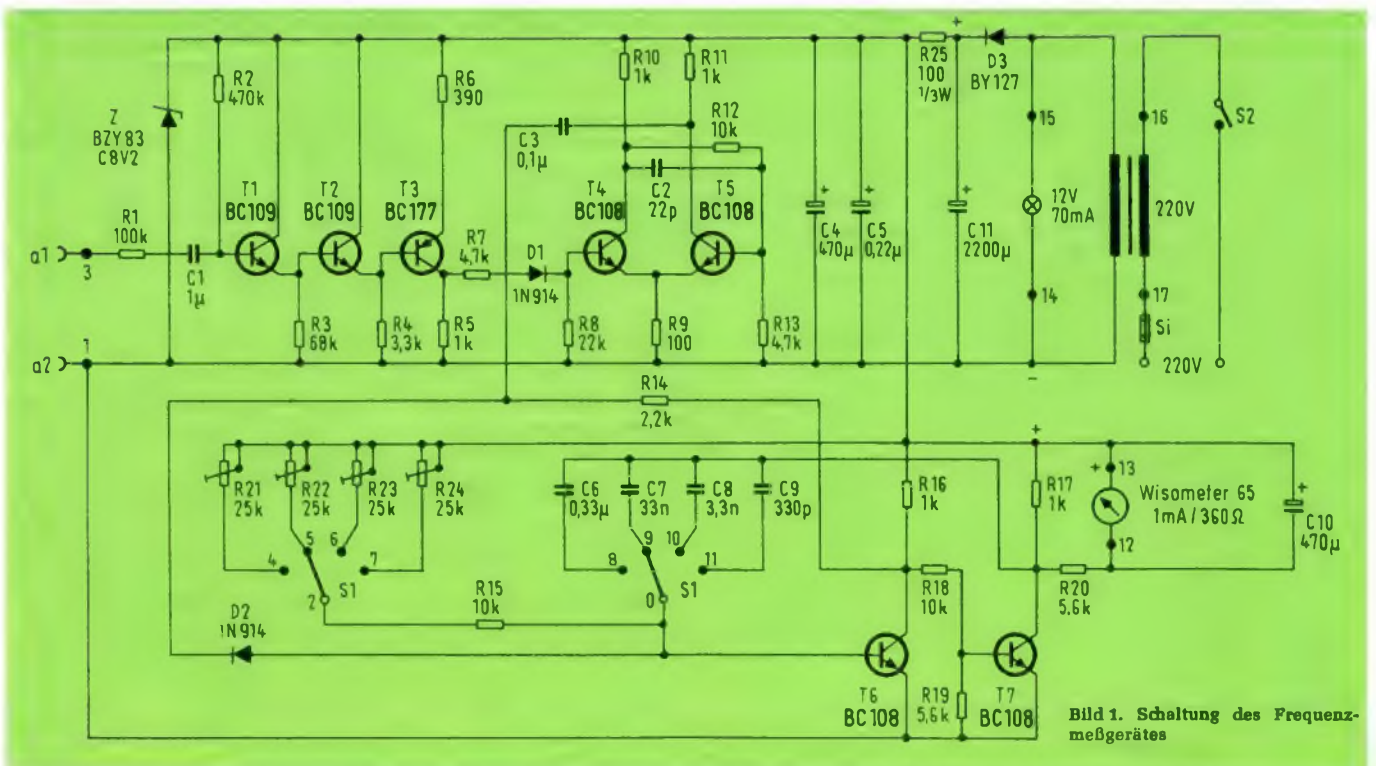 R2
470k
R6
390
R10
1k
R11
1k
R25
100
1/3W
+
D3
BY127
Z
BZY83
C8V2
C3
0,1µ
R12
10k
15
16
S2
R1
100k
T1
BC109
T2
BC109
T3
BC177
R7
4,7k
D1
1N914
T4
BC108
C2
22p
T5
BC108
+
C4
470µ
+
C5
0,22µ
+
C11
2200µ
12V
70mA
220V
a1
3
C1
1µ
R3
68k
R4
3,3k
R5
1k
R8
22k
R9
100
R13
4,7k
14
17
Si
a2
1
–
220V
R14
2,2k
R21
25k
R22
25k
R23
25k
R24
25k
C6
0,33µ
C7
33n
C8
3,3n
C9
330p
R16
1k
+
R17
1k
+
13
Wisometer 65
1mA/360Ω
12
+
C10
470µ
4
5
6
7
2
S1
8
9
10
11
0
S1
R15
10k
D2
1N914
R18
10k
R20
5,6k
T6
BC108
R19
5,6k
T7
BC108
Bild 1. Schaltung des Frequenz-
meßgerätes